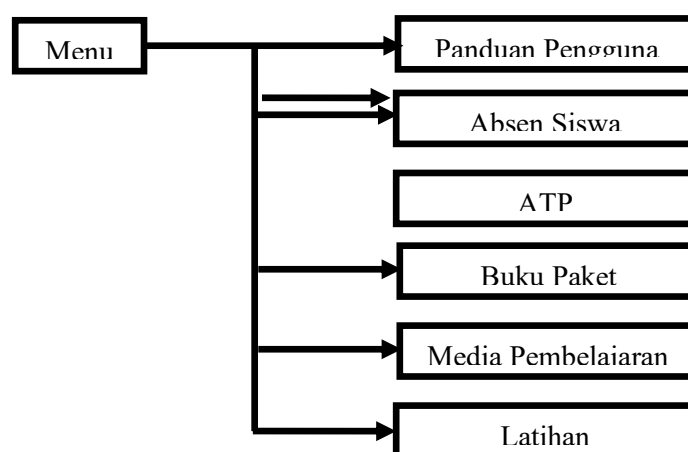 Menu
Panduan Pengguna
Absen Siswa
ATP
Buku Paket
Media Pembelajaran
Latihan